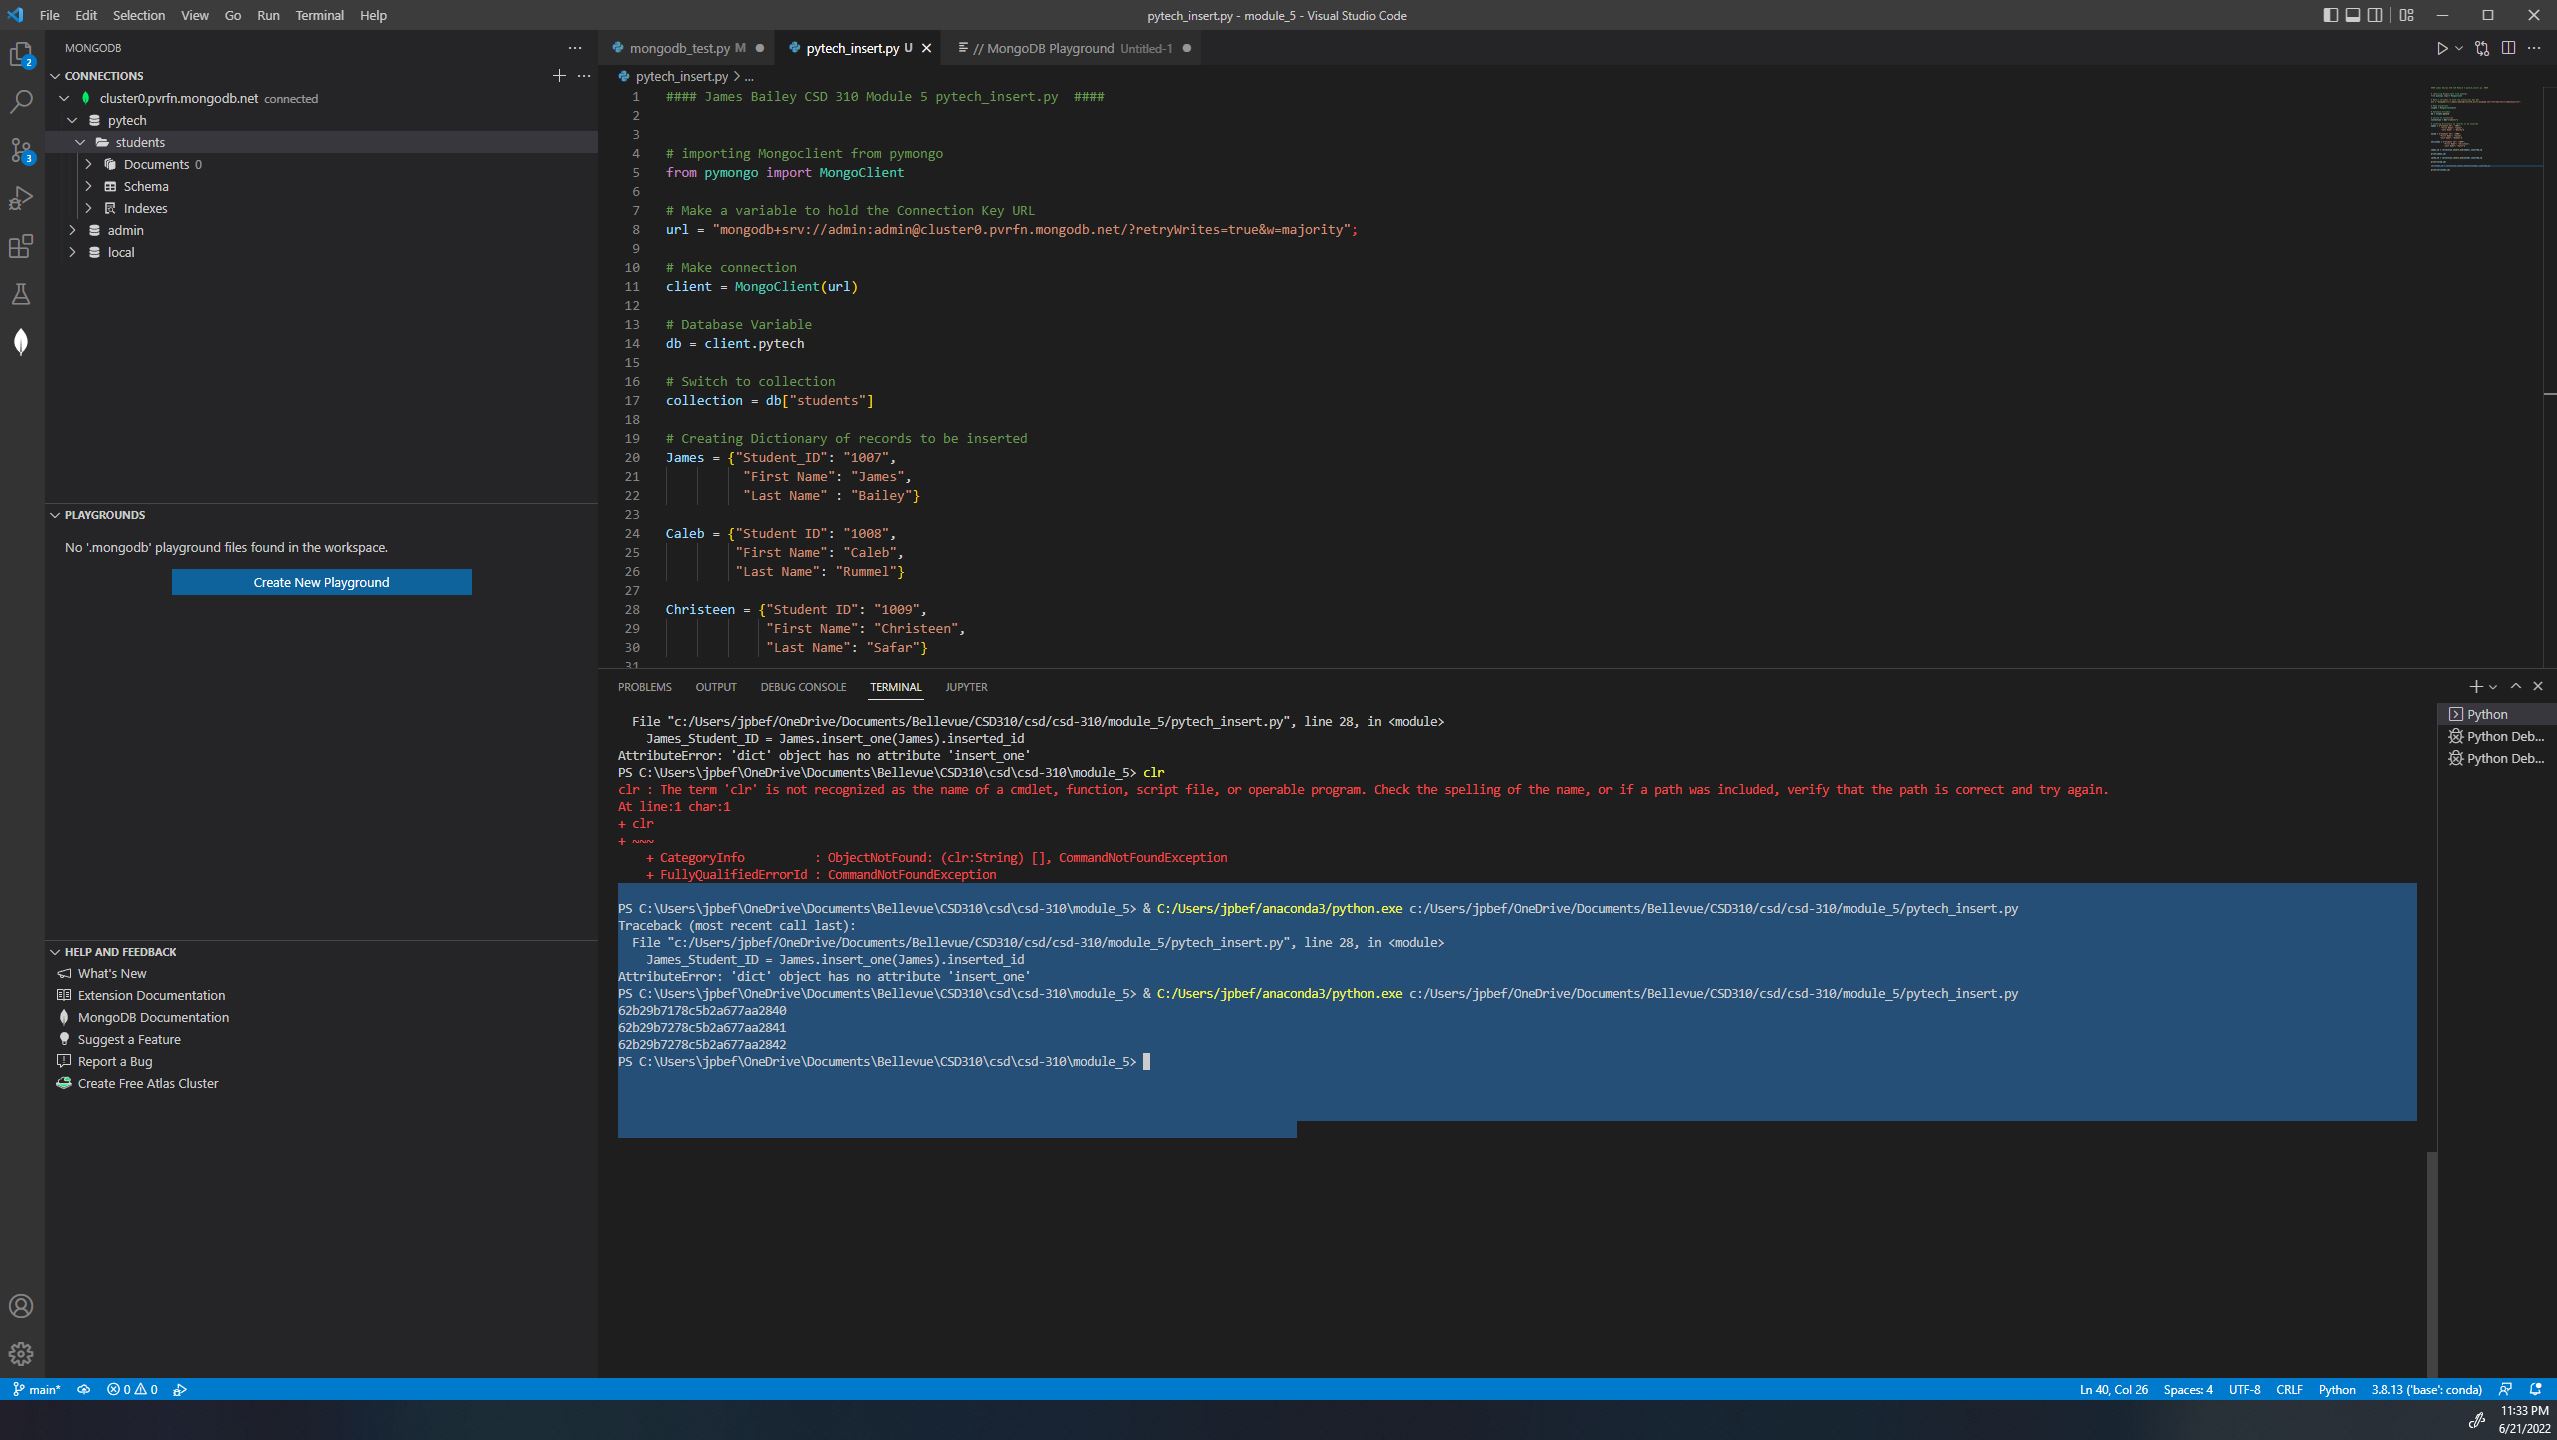 File Edit Selection View Go Run Terminal Help
pytech_insert.py - module_5 - Visual Studio Code
MONGODB
CONNECTIONS
cluster0.pvrfn.mongodb.net connected
pytech
students
Documents 0
Schema
Indexes
admin
local
PLAYGROUNDS
No '.mongodb' playground files found in the workspace.
Create New Playground
HELP AND FEEDBACK
What's New
Extension Documentation
MongoDB Documentation
Suggest a Feature
Report a Bug
Create Free Atlas Cluster
2
3
mongodb_test.py M
pytech_insert.py U
// MongoDB Playground Untitled-1
pytech_insert.py > ...
1 #### James Bailey CSD 310 Module 5 pytech_insert.py  ####
2
3
4 # importing Mongoclient from pymongo
5 from pymongo import MongoClient
6
7 # Make a variable to hold the Connection Key URL
8 url = "mongodb+srv://admin:admin@cluster0.pvrfn.mongodb.net/?retryWrites=true&w=majority";
9
10 # Make connection
11 client = MongoClient(url)
12
13 # Database Variable
14 db = client.pytech
15
16 # Switch to collection
17 collection = db["students"]
18
19 # Creating Dictionary of records to be inserted
20 James = {"Student_ID": "1007",
21 "First Name": "James",
22 "Last Name" : "Bailey"}
23
24 Caleb = {"Student ID": "1008",
25 "First Name": "Caleb",
26 "Last Name": "Rummel"}
27
28 Christeen = {"Student ID": "1009",
29 "First Name": "Christeen",
30 "Last Name": "Safar"}
31
PROBLEMS OUTPUT DEBUG CONSOLE TERMINAL JUPYTER
File "c:/Users/jpbef/OneDrive/Documents/Bellevue/CSD310/csd/csd-310/module_5/pytech_insert.py", line 28, in <module>
James_Student_ID = James.insert_one(James).inserted_id
AttributeError: 'dict' object has no attribute 'insert_one'
PS C:\Users\jpbef\OneDrive\Documents\Bellevue\CSD310\csd\csd-310\module_5> clr
clr : The term 'clr' is not recognized as the name of a cmdlet, function, script file, or operable program. Check the spelling of the name, or if a path was included, verify that the path is correct and try again.
At line:1 char:1
+ clr
+ ~~~
+ CategoryInfo          : ObjectNotFound: (clr:String) [], CommandNotFoundException
+ FullyQualifiedErrorId : CommandNotFoundException
PS C:\Users\jpbef\OneDrive\Documents\Bellevue\CSD310\csd\csd-310\module_5> & C:/Users/jpbef/anaconda3/python.exe c:/Users/jpbef/OneDrive/Documents/Bellevue/CSD310/csd/csd-310/module_5/pytech_insert.py
Traceback (most recent call last):
File "c:/Users/jpbef/OneDrive/Documents/Bellevue/CSD310/csd/csd-310/module_5/pytech_insert.py", line 28, in <module>
James_Student_ID = James.insert_one(James).inserted_id
AttributeError: 'dict' object has no attribute 'insert_one'
PS C:\Users\jpbef\OneDrive\Documents\Bellevue\CSD310\csd\csd-310\module_5> & C:/Users/jpbef/anaconda3/python.exe c:/Users/jpbef/OneDrive/Documents/Bellevue/CSD310/csd/csd-310/module_5/pytech_insert.py
62b29b7178c5b2a677aa2840
62b29b7278c5b2a677aa2841
62b29b7278c5b2a677aa2842
PS C:\Users\jpbef\OneDrive\Documents\Bellevue\CSD310\csd\csd-310\module_5>
Python
Python Deb...
Python Deb...
main* 0 0
Ln 40, Col 26 Spaces: 4 UTF-8 CRLF Python 3.8.13 ('base': conda)
11:33 PM
6/21/2022